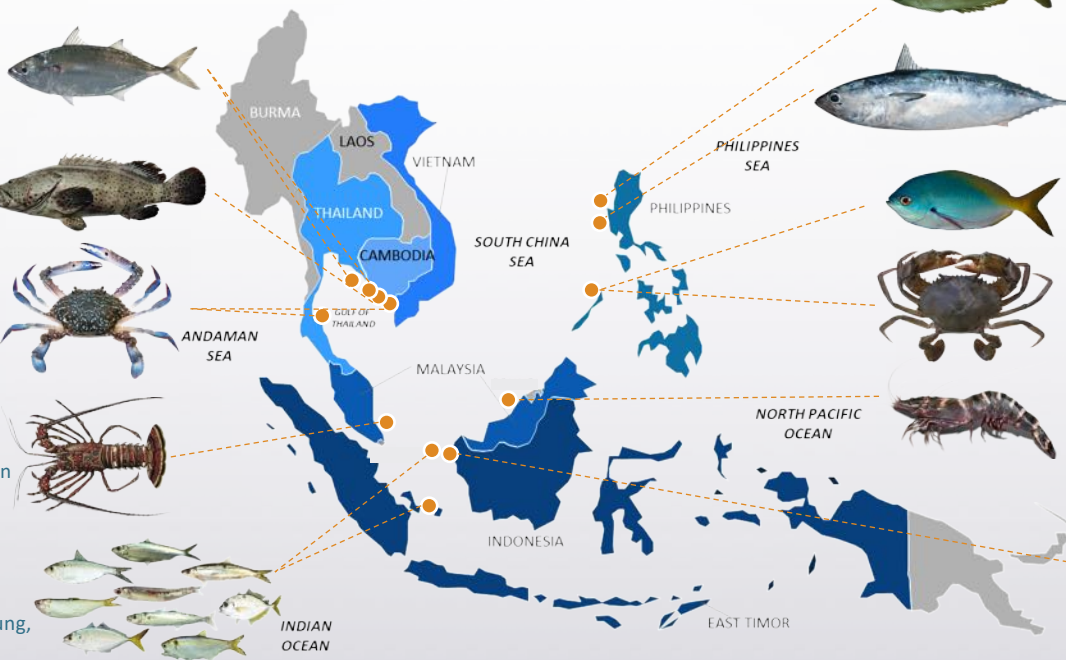 BURMA
LAOS
VIETNAM
PHILIPPINES
SEA
THAILAND
PHILIPPINES
CAMBODIA
SOUTH CHINA
SEA
GULF OF
THAILAND
ANDAMAN
SEA
MALAYSIA
NORTH PACIFIC
OCEAN
n
INDONESIA
ung,
INDIAN
OCEAN
EAST TIMOR